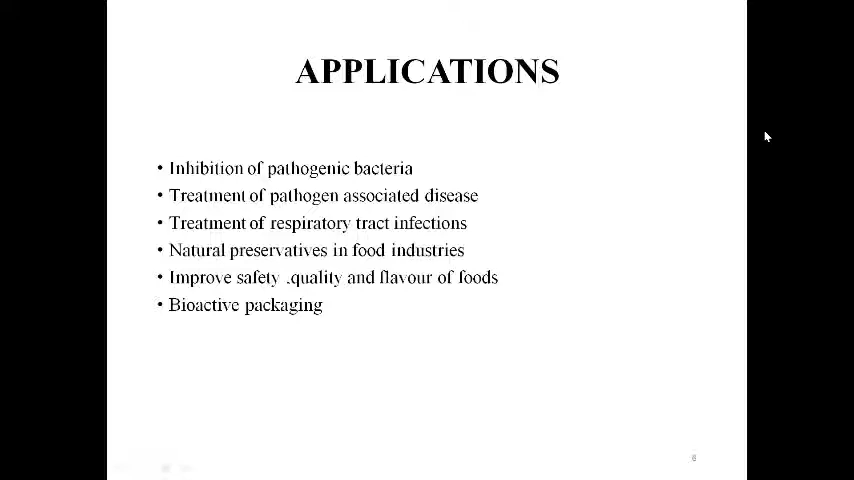 APPLICATIONS
• Inhibition of pathogenic bacteria
• Treatment of pathogen associated disease
• Treatment of respiratory tract infections
• Natural preservatives in food industries
• Improve safety ,quality and flavour of foods
• Bioactive packaging
6